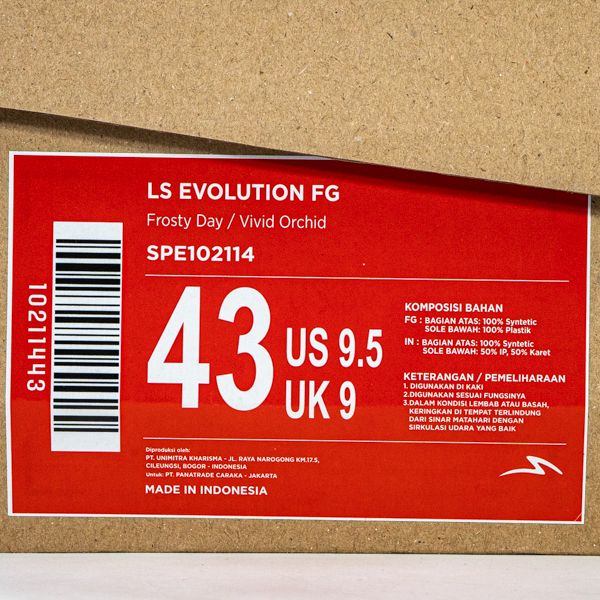 LS EVOLUTION FG
Frosty Day / Vivid Orchid
SPE102114
10211443
43
US 9.5
UK 9
KOMPOSISI BAHAN
FG : BAGIAN ATAS: 100% Syntetic
SOLE BAWAH: 100% Plastik
IN : BAGIAN ATAS: 100% Syntetic
SOLE BAWAH: 50% IP, 50% Karet
KETERANGAN / PEMELIHARAAN
1. DIGUNAKAN DI KAKI
2.DIGUNAKAN SESUAI FUNGSINYA
3.DALAM KONDISI LEMBAB ATAU BASAH,
KERINGKAN DI TEMPAT TERLINDUNG
DARI SINAR MATAHARI DENGAN
SIRKULASI UDARA YANG BAIK
Diproduksi oleh:
PT. UNIMITRA KHARISMA - JL. RAYA NAROGONG KM.17.5,
CILEUNGSI, BOGOR - INDONESIA
Untuk: PT. PANATRADE CARAKA - JAKARTA
MADE IN INDONESIA